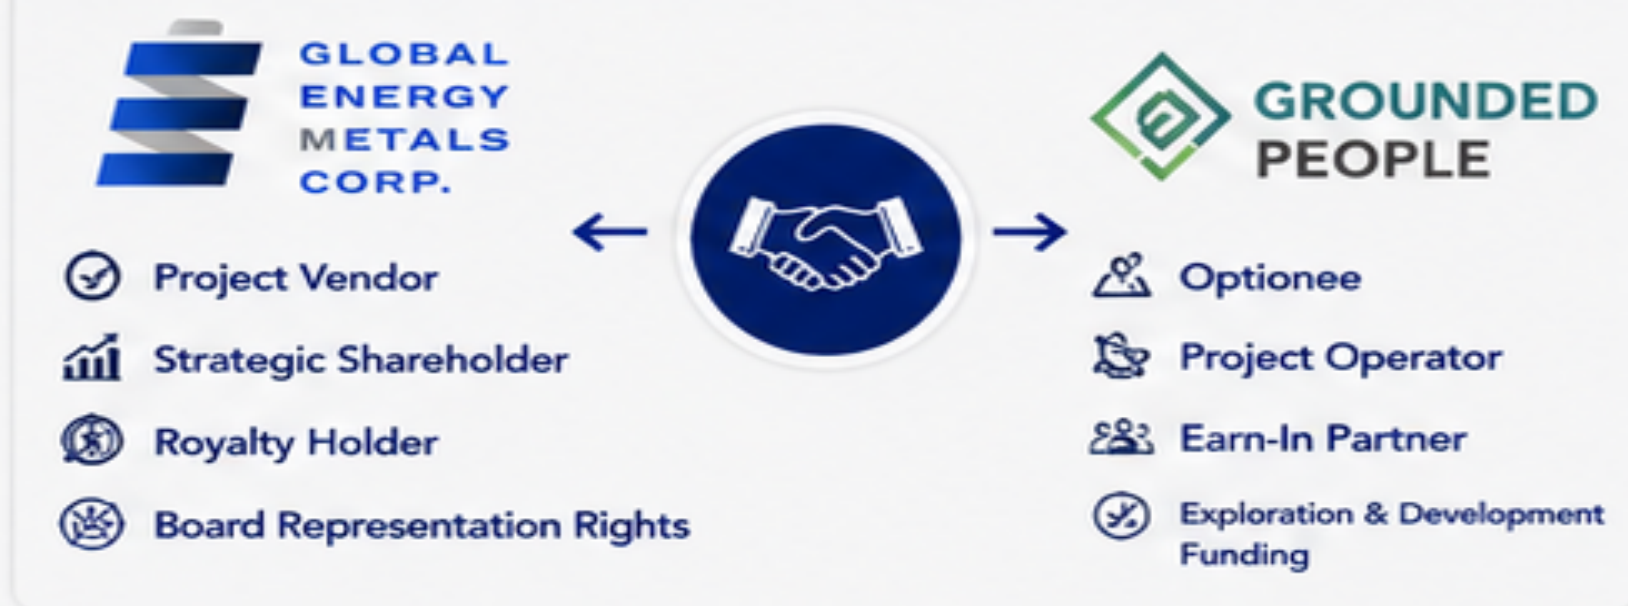 GLOBAL
ENERGY
METALS
CORP.
Project Vendor
Strategic Shareholder
Royalty Holder
Board Representation Rights
GROUNDED
PEOPLE
Optionee
Project Operator
Earn-In Partner
Exploration & Development
Funding